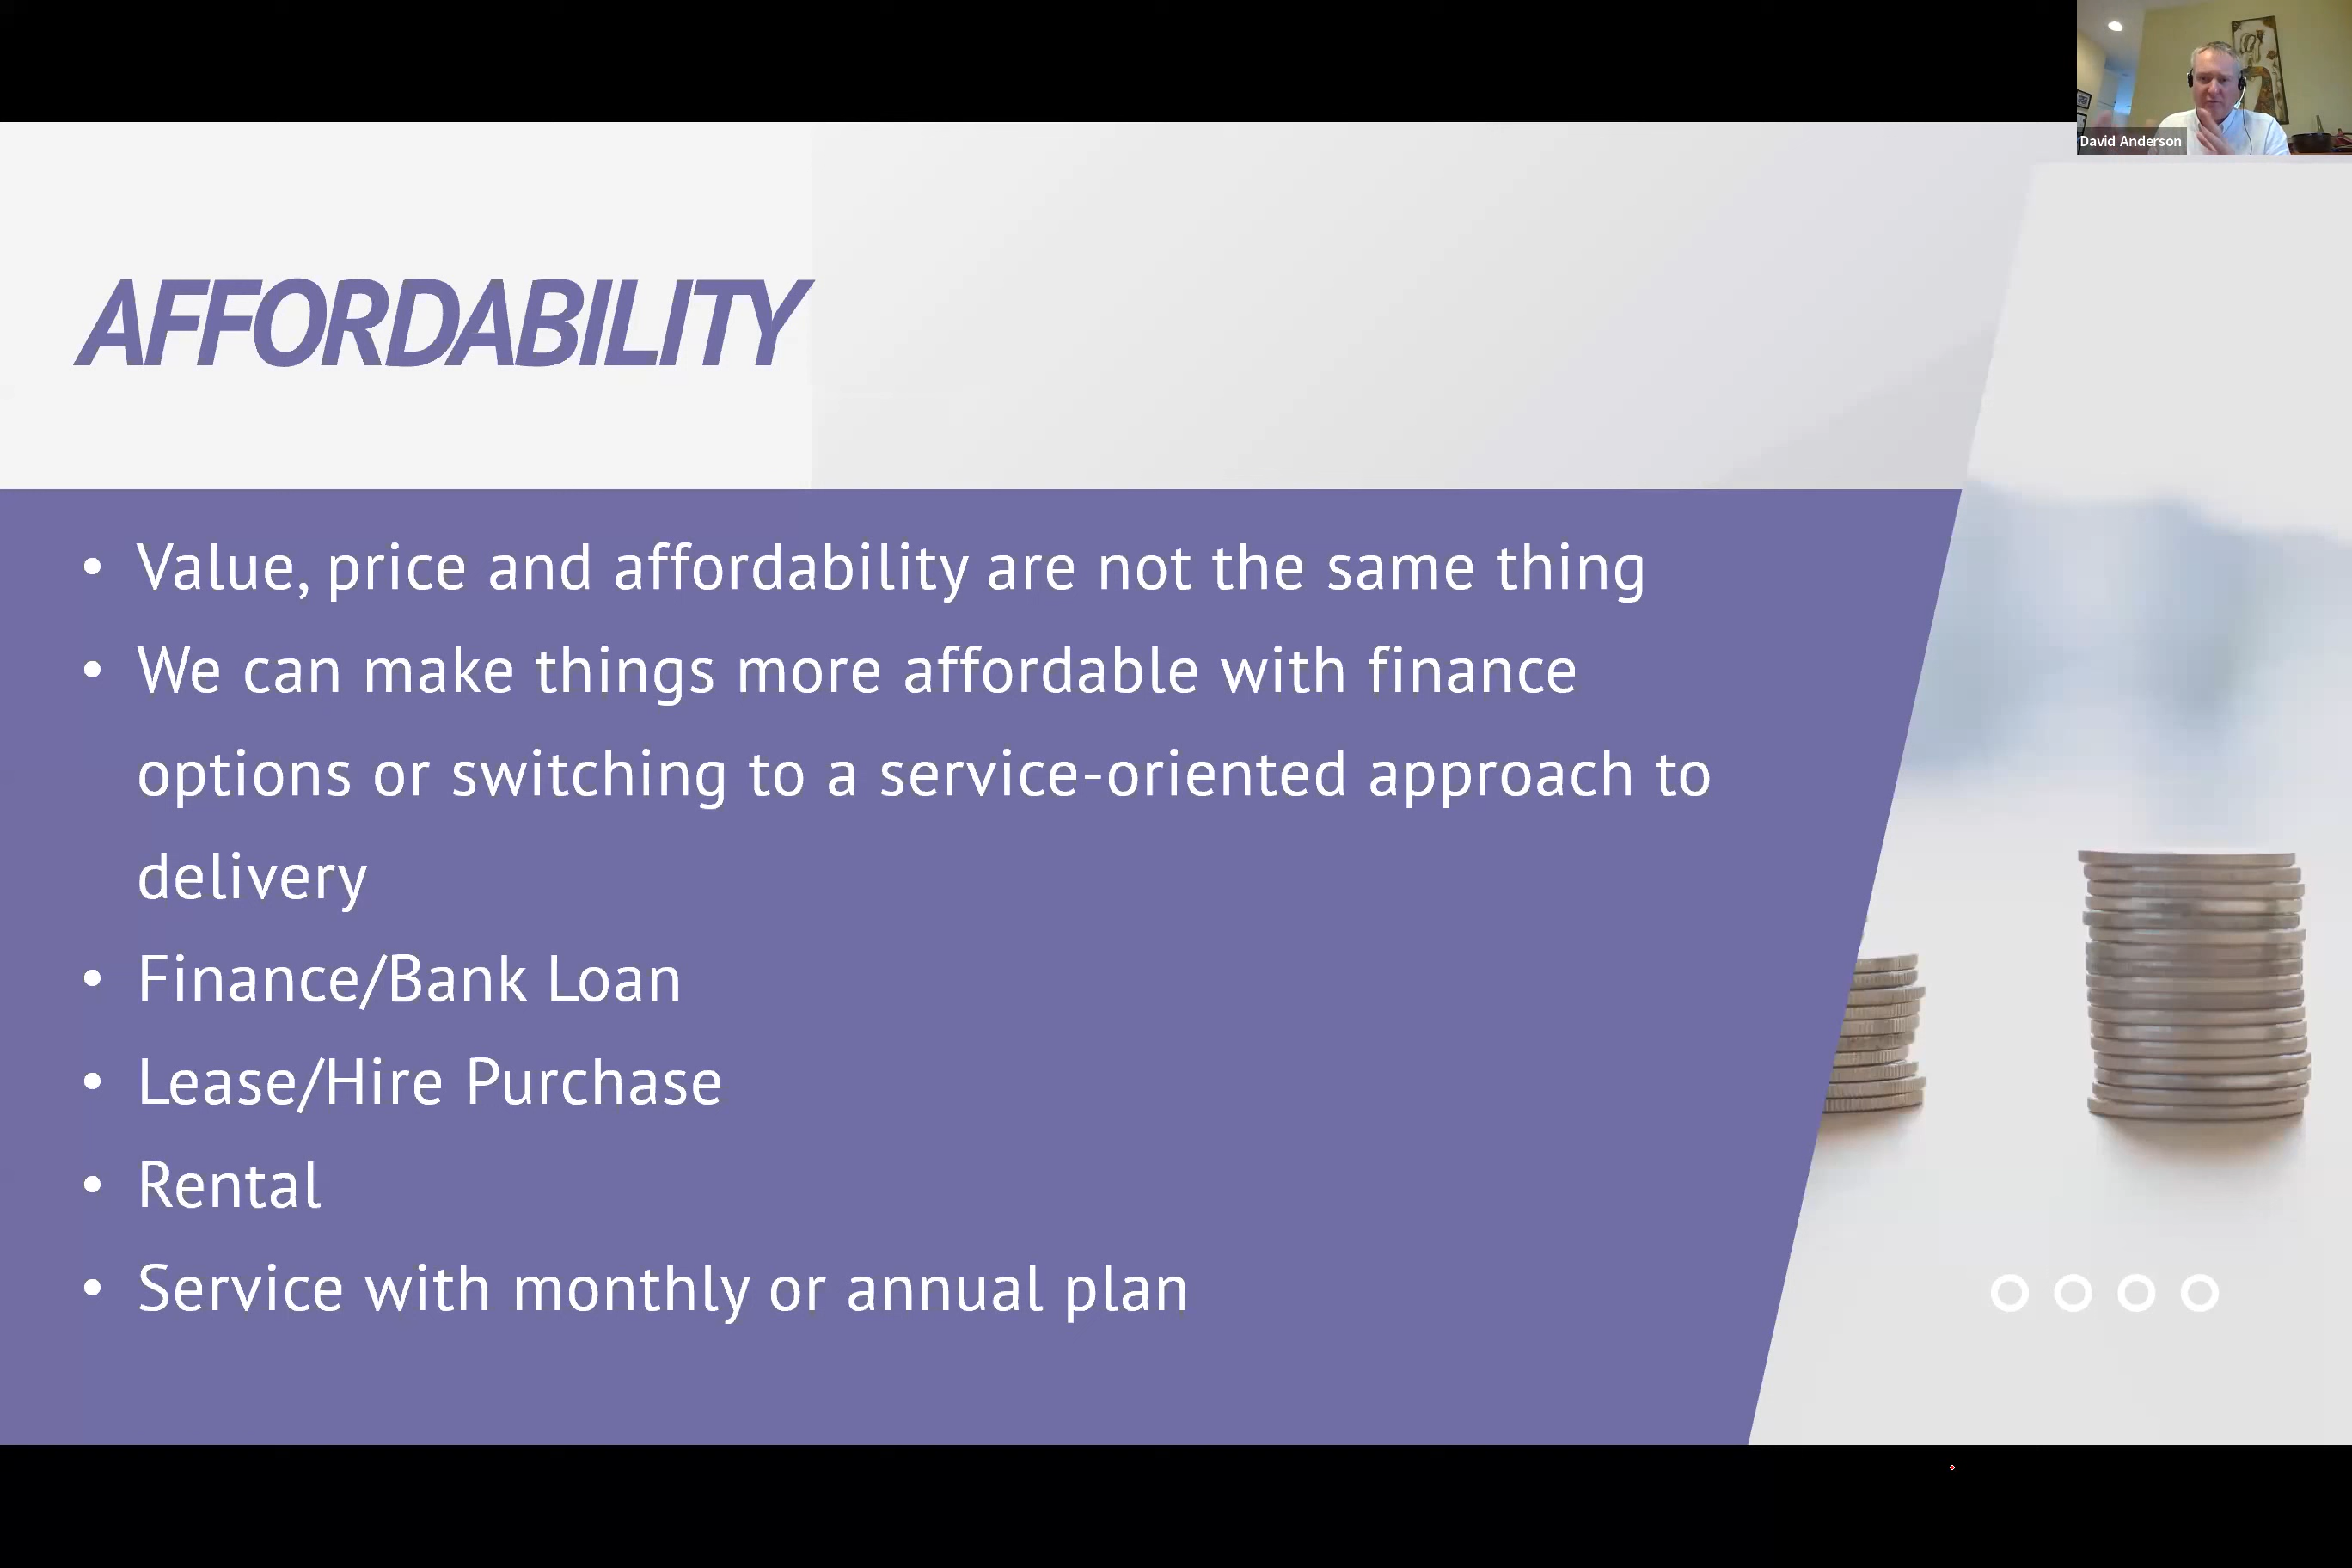 David Anderson
AFFORDABILITY
• Value, price and affordability are not the same thing
• We can make things more affordable with finance
options or switching to a service-oriented approach to
delivery
• Finance/Bank Loan
• Lease/Hire Purchase
• Rental
• Service with monthly or annual plan